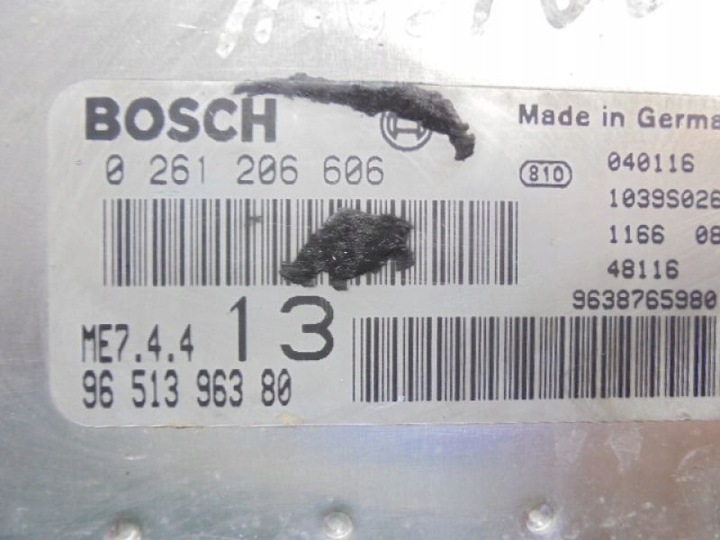 BOSCH
Made in Germa
0 261 206 606
810
040116
1039S026
1166 08
48116
9638765980
ME7.4.4 13
96 513 963 80